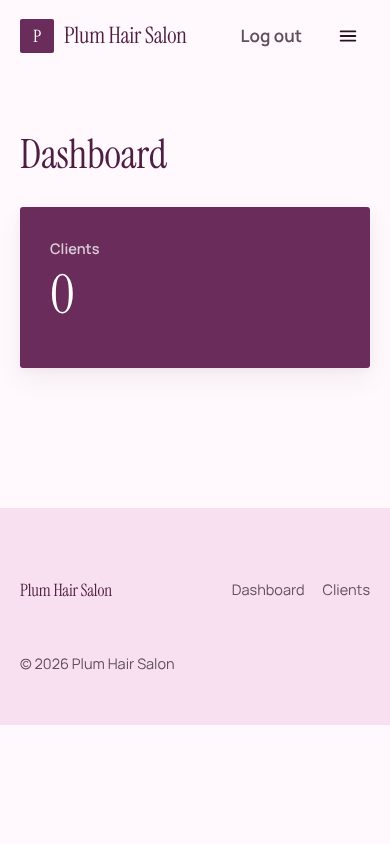 P Plum Hair Salon Log out
Dashboard
Clients
0
Plum Hair Salon Dashboard Clients
© 2026 Plum Hair Salon